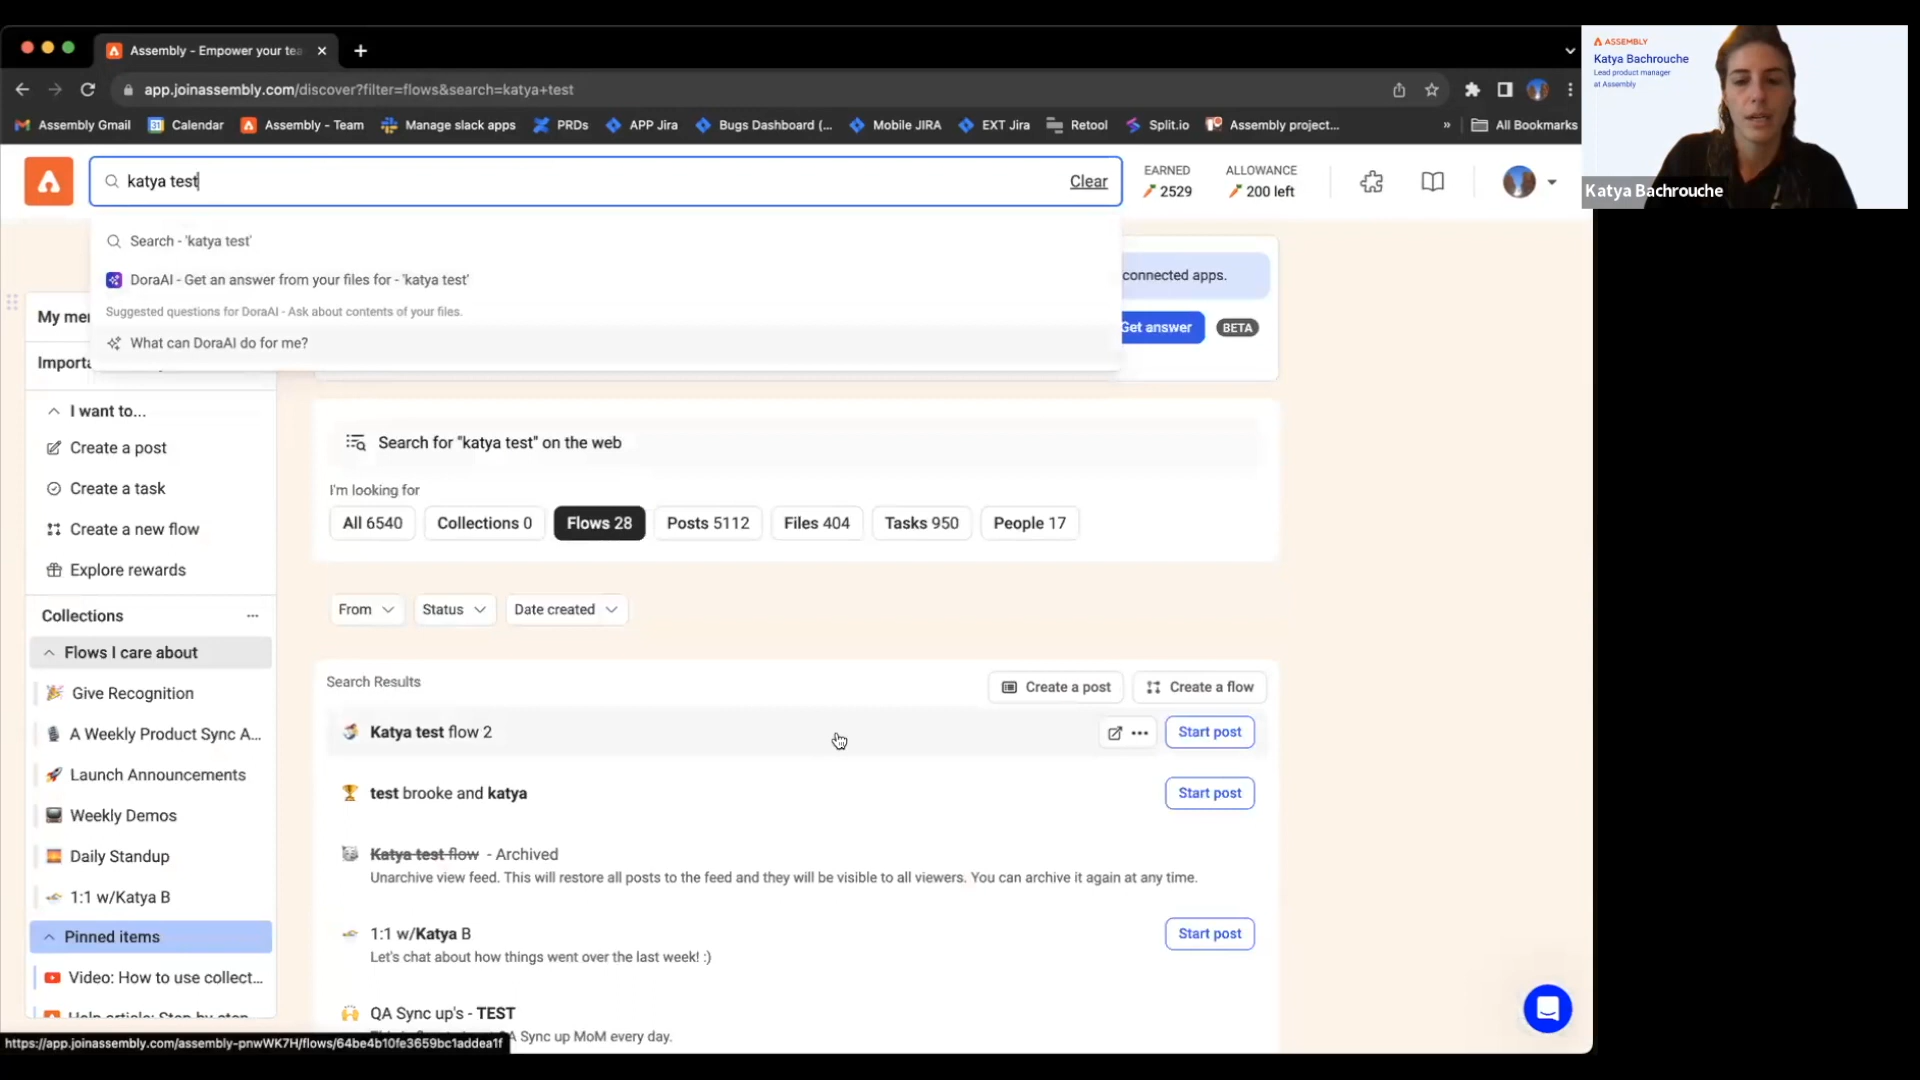 Assembly - Empower your tea
app.joinassembly.com/discover?filter=flows&search=katya+test
Assembly Gmail
Calendar
Assembly - Team
Manage slack apps
PRDs
APP Jira
Bugs Dashboard (...
Mobile JIRA
EXT Jira
Retool
Split.io
Assembly project...
»
All Bookmarks
ASSEMBLY
Katya Bachrouche
Lead product manager
at Assembly
Katya Bachrouche
katya test
Clear
EARNED
2529
ALLOWANCE
200 left
Search - 'katya test'
DoraAI - Get an answer from your files for - 'katya test'
Suggested questions for DoraAI - Ask about contents of your files.
What can DoraAI do for me?
connected apps.
Get answer
BETA
My mer
Importa
I want to...
Create a post
Create a task
Create a new flow
Explore rewards
Collections
Flows I care about
Give Recognition
A Weekly Product Sync A...
Launch Announcements
Weekly Demos
Daily Standup
1:1 w/Katya B
Pinned items
Video: How to use collect...
Help article: Step by step
Search for "katya test" on the web
I'm looking for
All 6540
Collections 0
Flows 28
Posts 5112
Files 404
Tasks 950
People 17
From
Status
Date created
Search Results
Create a post
Create a flow
Katya test flow 2
Start post
test brooke and katya
Start post
Katya test flow - Archived
Unarchive view feed. This will restore all posts to the feed and they will be visible to all viewers. You can archive it again at any time.
1:1 w/Katya B
Start post
Let's chat about how things went over the last week! :)
QA Sync up's - TEST
A Sync up MoM every day.
https://app.joinassembly.com/assembly-pnwWK7H/flows/64be4b10fe3659bc1addea1f